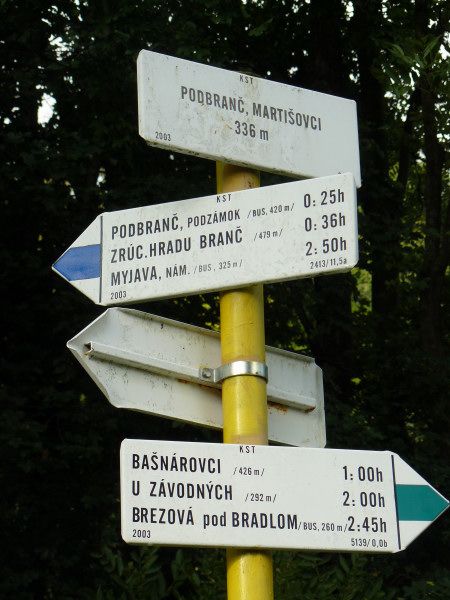 KST
PODBRANČ, MARTIŠOVCI
336 m
2003
KST
PODBRANČ, PODZÁMOK /BUS, 420 m/ 0:25h
ZRÚC.HRADU BRANČ /479 m/ 0:36h
MYJAVA, NÁM. /BUS, 325 m/ 2:50h
2003 2413/11,5a
KST
BAŠNÁROVCI /426 m/ 1:00h
U ZÁVODNÝCH /292 m/ 2:00h
BREZOVÁ pod BRADLOM /BUS, 260 m/ 2:45h
2003 5139/0,0b